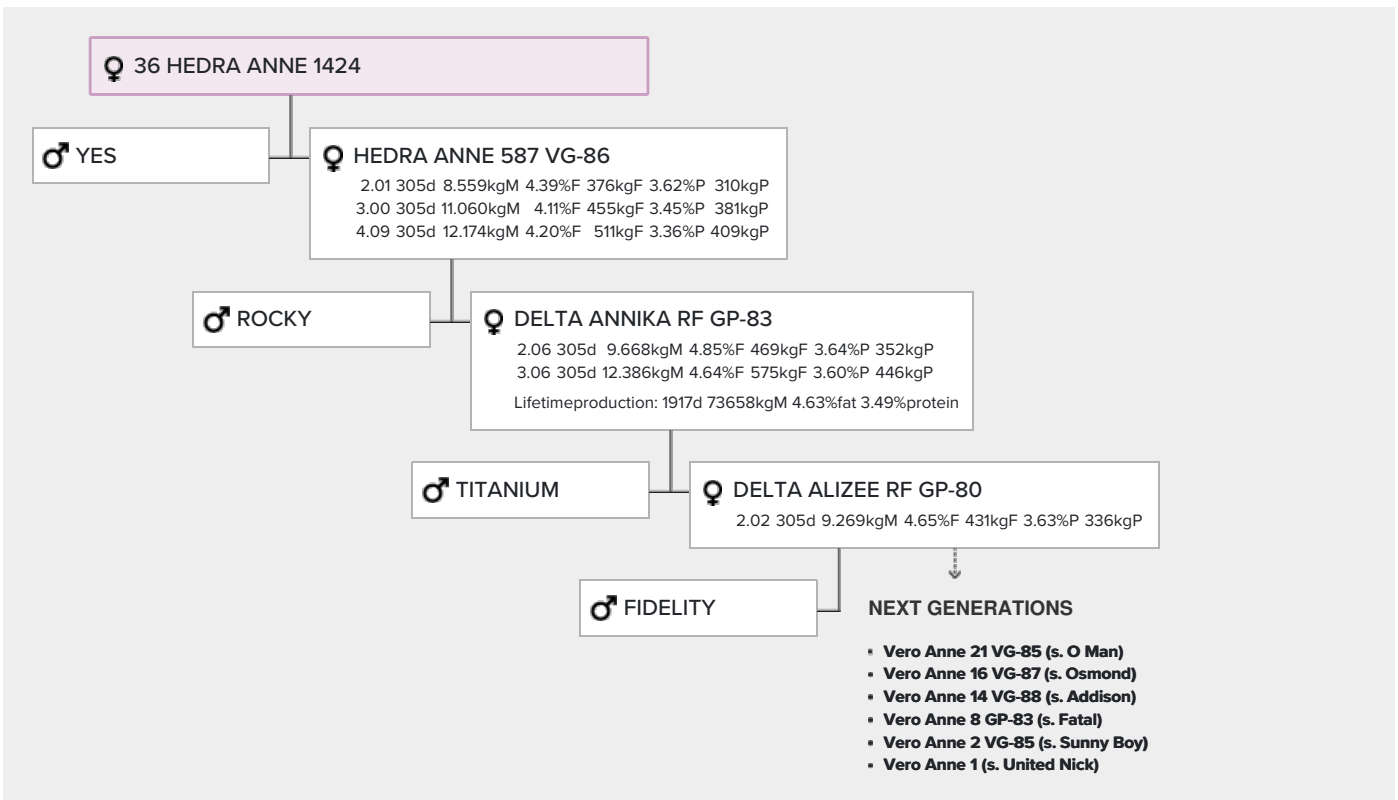 36 HEDRA ANNE 1424
YES
HEDRA ANNE 587 VG-86
2.01 305d 8.559kgM 4.39%F 376kgF 3.62%P 310kgP
3.00 305d 11.060kgM 4.11%F 455kgF 3.45%P 381kgP
4.09 305d 12.174kgM 4.20%F 511kgF 3.36%P 409kgP
ROCKY
DELTA ANNIKA RF GP-83
2.06 305d 9.668kgM 4.85%F 469kgF 3.64%P 352kgP
3.06 305d 12.386kgM 4.64%F 575kgF 3.60%P 446kgP
Lifetimeproduction: 1917d 73658kgM 4.63%fat 3.49%protein
TITANIUM
DELTA ALIZEE RF GP-80
2.02 305d 9.269kgM 4.65%F 431kgF 3.63%P 336kgP
FIDELITY
NEXT GENERATIONS
Vero Anne 21 VG-85 (s. O Man)
Vero Anne 16 VG-87 (s. Osmond)
Vero Anne 14 VG-88 (s. Addison)
Vero Anne 8 GP-83 (s. Fatal)
Vero Anne 2 VG-85 (s. Sunny Boy)
Vero Anne 1 (s. United Nick)